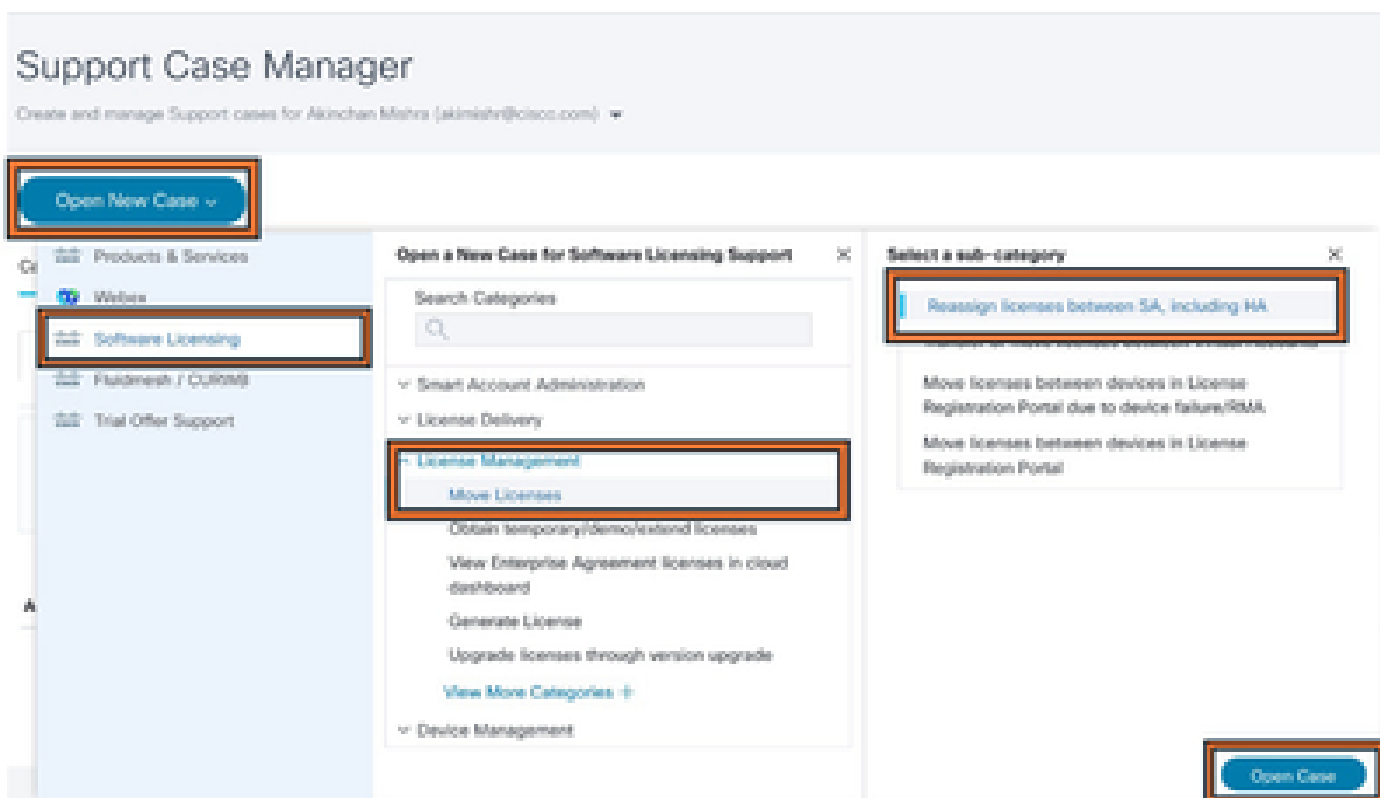 Support Case Manager
Create and manage Support cases for Akinchan Mishra (akimishr@cisco.com)
Open New Case
Products & Services
Webex
Software Licensing
Fluidmesh / CURWB
Trial Offer Support
Open a New Case for Software Licensing Support
Search Categories
Smart Account Administration
License Delivery
License Management
Move Licenses
Obtain temporary/demo/extend licenses
View Enterprise Agreement licenses in cloud
dashboard
Generate License
Upgrade licenses through version upgrade
View More Categories +
Device Management
Select a sub-category
Reassign licenses between SA, including HA
Move licenses between devices in License
Registration Portal due to device failure/RMA
Move licenses between devices in License
Registration Portal
Open Case